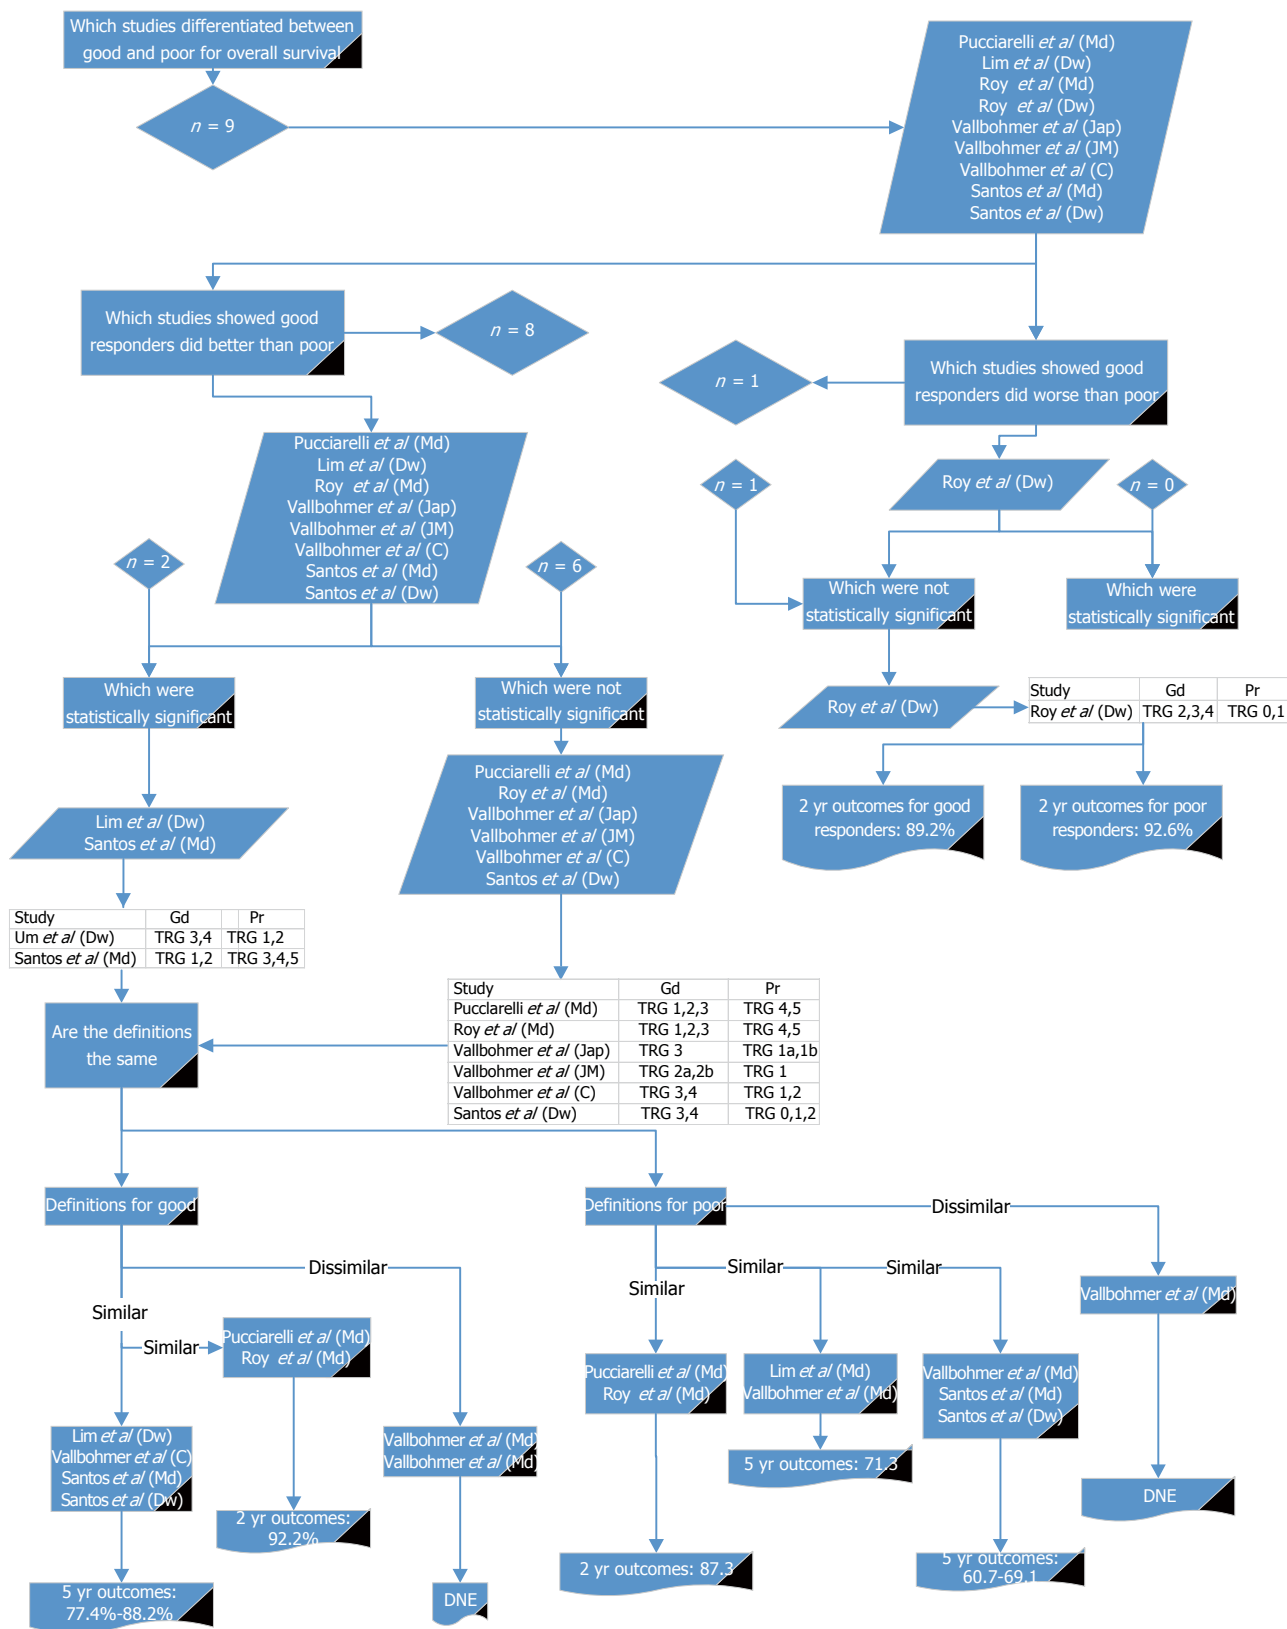 Which studies differentiated between
good and poor for overall survival
n = 9
Pucciarelli et al (Md)
Lim et al (Dw)
Roy et al (Md)
Roy et al (Dw)
Vallbohmer et al (Jap)
Vallbohmer et al (JM)
Vallbohmer et al (C)
Santos et al (Md)
Santos et al (Dw)
Which studies showed good
responders did better than poor
n = 8
Which studies showed good
responders did worse than poor
n = 1
Pucciarelli et al (Md)
Lim et al (Dw)
Roy et al (Md)
Vallbohmer et al (Jap)
Vallbohmer et al (JM)
Vallbohmer et al (C)
Santos et al (Md)
Santos et al (Dw)
n = 2
n = 6
n = 1
Roy et al (Dw)
n = 0
Which were not
statistically significant
Which were
statistically significant
Which were
statistically significant
Which were not
statistically significant
Roy et al (Dw)
Study Gd Pr
Roy et al (Dw) TRG 2,3,4 TRG 0,1
2 yr outcomes for good
responders: 89.2%
2 yr outcomes for poor
responders: 92.6%
Lim et al (Dw)
Santos et al (Md)
Pucciarelli et al (Md)
Roy et al (Md)
Vallbohmer et al (Jap)
Vallbohmer et al (JM)
Vallbohmer et al (C)
Santos et al (Dw)
Study Gd Pr
Um et al (Dw) TRG 3,4 TRG 1,2
Santos et al (Md) TRG 1,2 TRG 3,4,5
Study Gd Pr
Pucclarelli et al (Md) TRG 1,2,3 TRG 4,5
Roy et al (Md) TRG 1,2,3 TRG 4,5
Vallbohmer et al (Jap) TRG 3 TRG 1a,1b
Vallbohmer et al (JM) TRG 2a,2b TRG 1
Vallbohmer et al (C) TRG 3,4 TRG 1,2
Santos et al (Dw) TRG 3,4 TRG 0,1,2
Are the definitions
the same
Definitions for good
Definitions for poor
Dissimilar
Dissimilar
Similar
Similar
Similar
Similar
Similar
Vallbohmer et al (Md)
Pucciarelli et al (Md)
Roy et al (Md)
Pucciarelli et al (Md)
Roy et al (Md)
Lim et al (Md)
Vallbohmer et al (Md)
Vallbohmer et al (Md)
Santos et al (Md)
Santos et al (Dw)
Lim et al (Dw)
Vallbohmer et al (C)
Santos et al (Md)
Santos et al (Dw)
Vallbohmer et al (Md)
Vallbohmer et al (Md)
5 yr outcomes: 71.3
DNE
2 yr outcomes:
92.2%
2 yr outcomes: 87.3
5 yr outcomes:
60.7-69.1
5 yr outcomes:
77.4%-88.2%
DNE